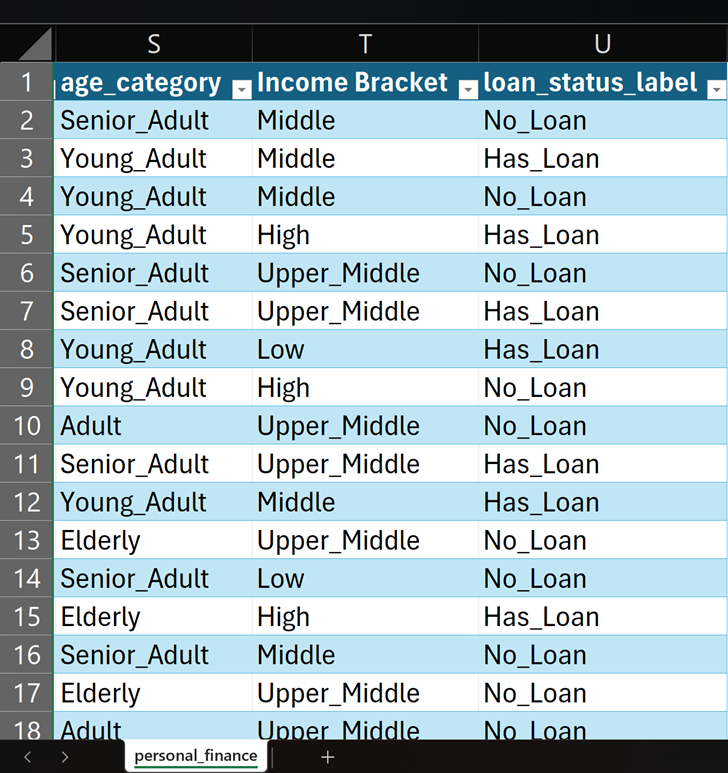 S T U
1 age_category Income Bracket loan_status_label
2 Senior_Adult Middle No_Loan
3 Young_Adult Middle Has_Loan
4 Young_Adult Middle No_Loan
5 Young_Adult High Has_Loan
6 Senior_Adult Upper_Middle No_Loan
7 Senior_Adult Upper_Middle Has_Loan
8 Young_Adult Low Has_Loan
9 Young_Adult High No_Loan
10 Adult Upper_Middle No_Loan
11 Senior_Adult Upper_Middle Has_Loan
12 Young_Adult Middle Has_Loan
13 Elderly Upper_Middle No_Loan
14 Senior_Adult Low No_Loan
15 Elderly High Has_Loan
16 Senior_Adult Middle No_Loan
17 Elderly Upper_Middle No_Loan
18 Adult Upper_Middle No_Loan
personal_finance